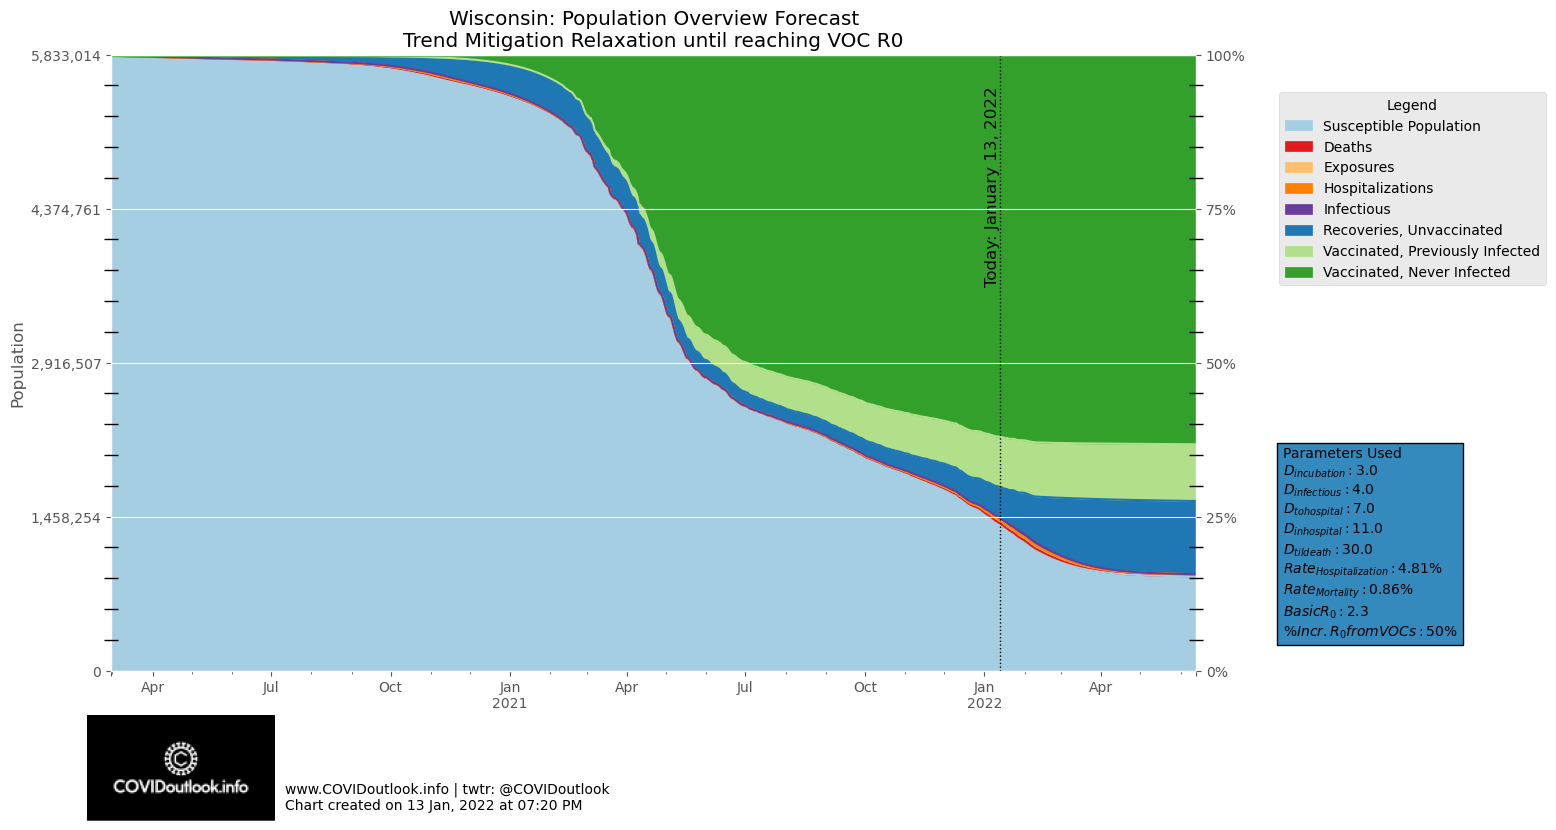 Wisconsin: Population Overview Forecast
Trend Mitigation Relaxation until reaching VOC R0
5,833,014
4,374,761
2,916,507
1,458,254
0
Population
100%
75%
50%
25%
0%
Today: January 13, 2022
Apr
Jul
Oct
Jan
2021
Apr
Jul
Oct
Jan
2022
Apr
Legend
Susceptible Population
Deaths
Exposures
Hospitalizations
Infectious
Recoveries, Unvaccinated
Vaccinated, Previously Infected
Vaccinated, Never Infected
Parameters Used
D_incubation : 3.0
D_infectious : 4.0
D_tohospital : 7.0
D_inhospital : 11.0
D_tildeath : 30.0
Rate_Hospitalization : 4.81%
Rate_Mortality : 0.86%
BasicR_0 : 2.3
%Incr. R_0fromVOCs : 50%
COVIDoutlook.info
www.COVIDoutlook.info | twtr: @COVIDoutlook
Chart created on 13 Jan, 2022 at 07:20 PM